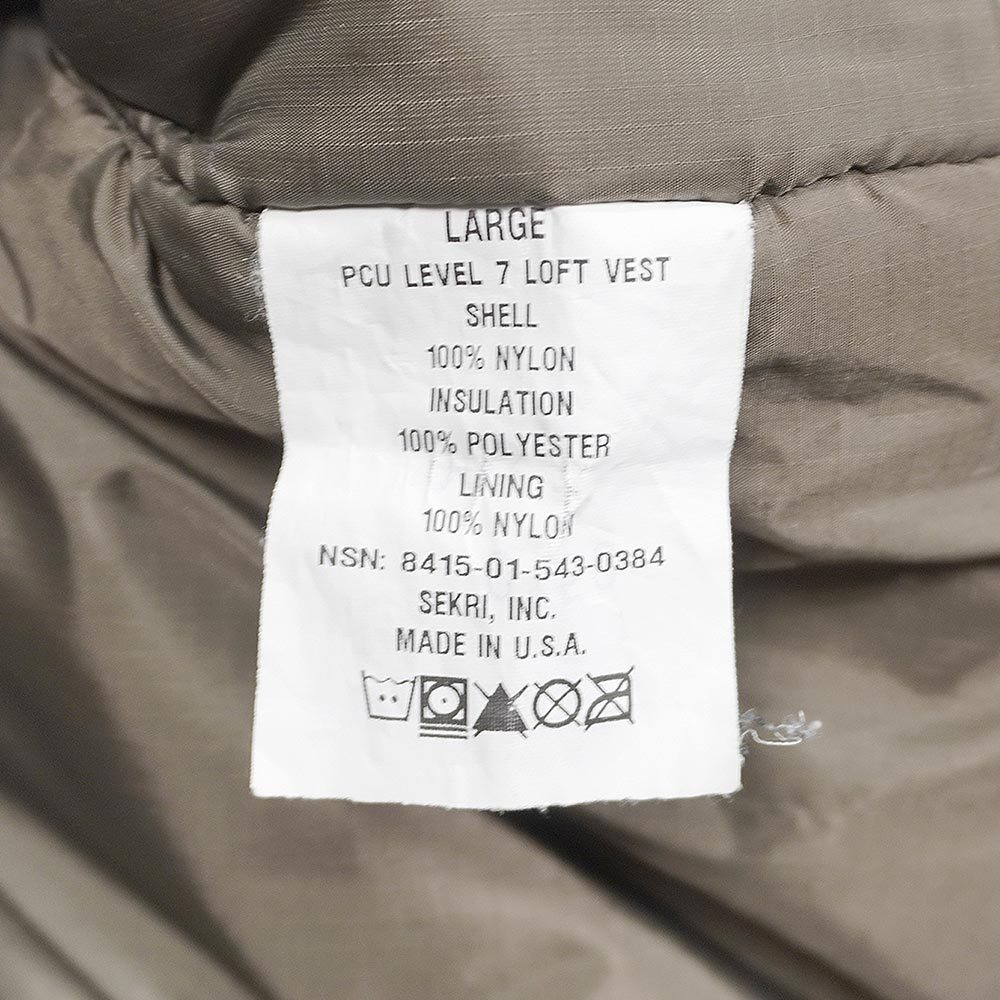 LARGE
PCU LEVEL 7 LOFT VEST
SHELL
100% NYLON
INSULATION
100% POLYESTER
LINING
100% NYLON
NSN: 8415-01-543-0384
SEKRI, INC.
MADE IN U.S.A.